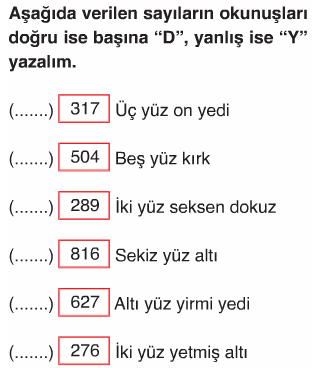 Aşağıda verilen sayıların okunuşları
doğru ise başına “D”, yanlış ise “Y”
yazalım.
(.......) 317 Üç yüz on yedi
(.......) 504 Beş yüz kırk
(.......) 289 İki yüz seksen dokuz
(.......) 816 Sekiz yüz altı
(.......) 627 Altı yüz yirmi yedi
(.......) 276 İki yüz yetmiş altı